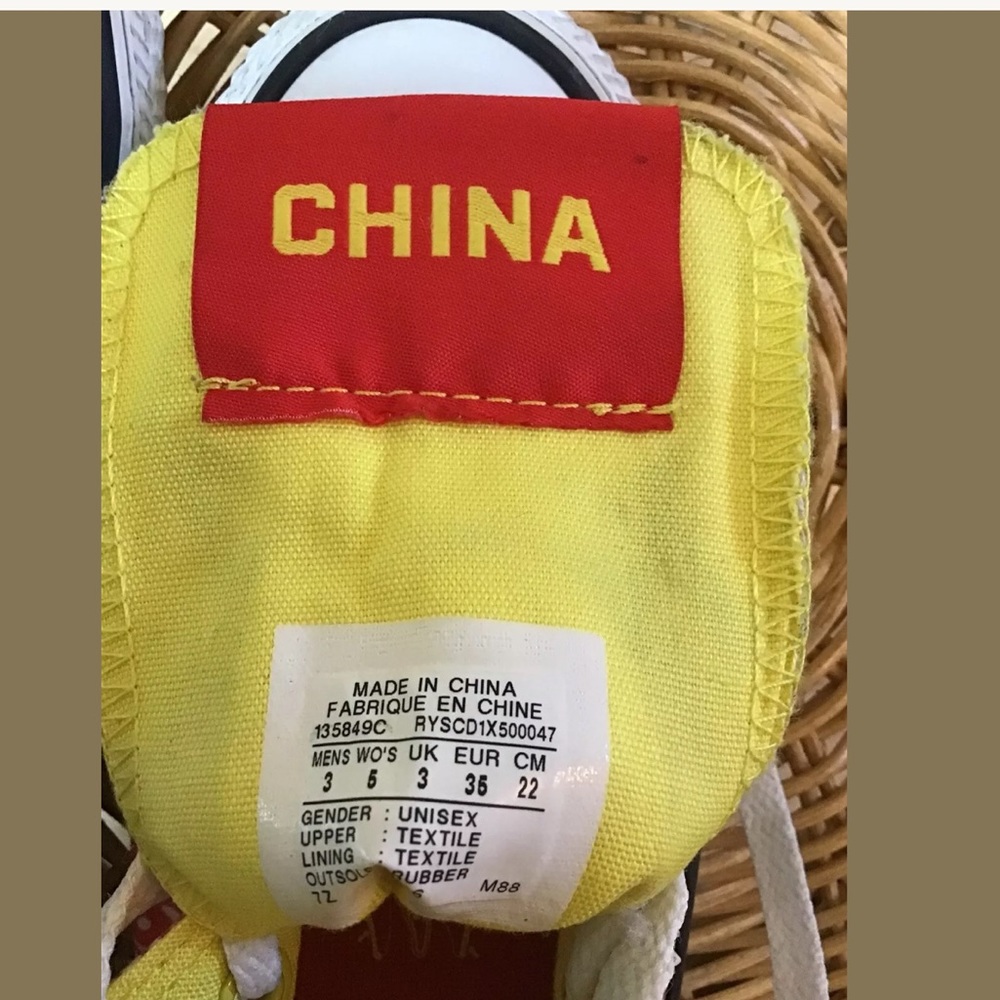 CHINA
MADE IN CHINA
FABRIQUE EN CHINE
135849C RYSCD1X500047
MENS WO'S UK EUR CM
3 5 3 35 22
GENDER : UNISEX
UPPER : TEXTILE
LINING : TEXTILE
RUBBER
7Z M88